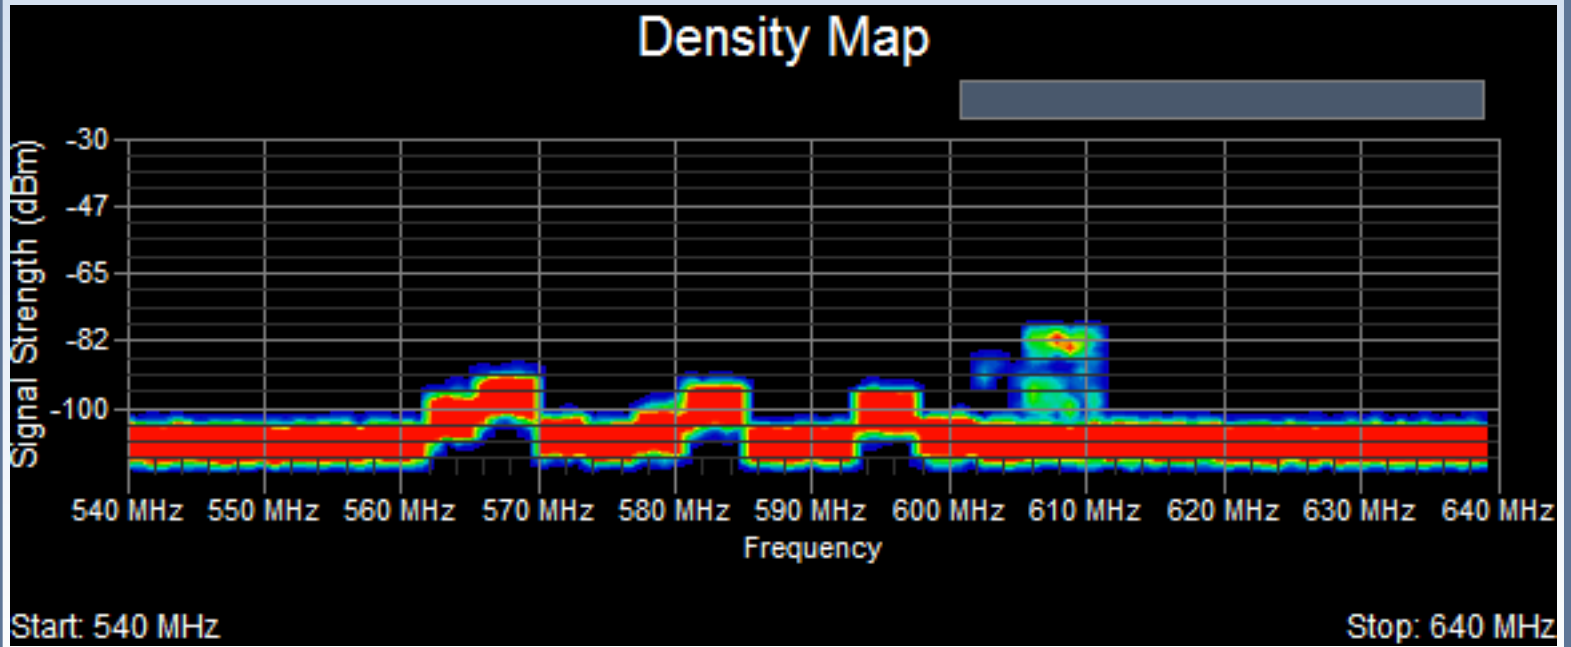 Density Map
Signal Strength (dBm)
-30
-47
-65
-82
-100
540 MHz 550 MHz 560 MHz 570 MHz 580 MHz 590 MHz 600 MHz 610 MHz 620 MHz 630 MHz 640 MHz
Frequency
Start: 540 MHz Stop: 640 MHz